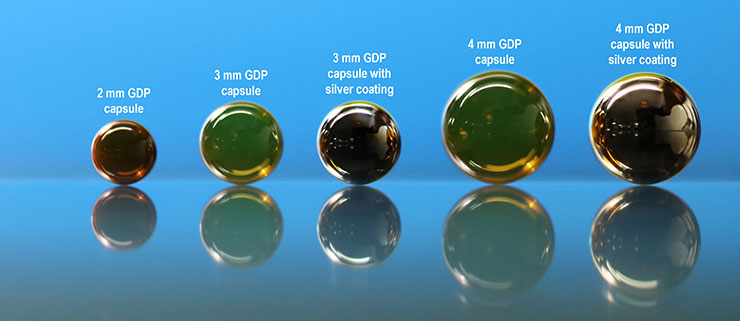 2 mm GDP
capsule
3 mm GDP
capsule
3 mm GDP
capsule with
silver coating
4 mm GDP
capsule
4 mm GDP
capsule with
silver coating